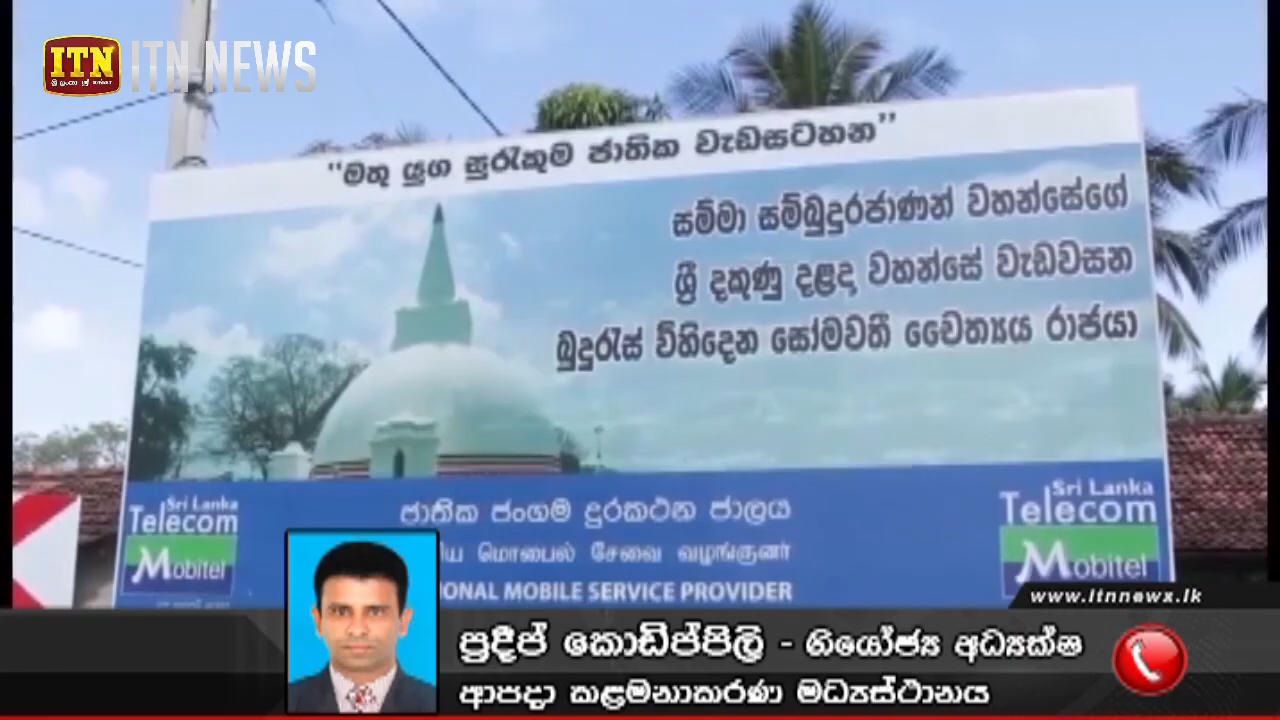 ITN ITN NEWS
"මතු යුග සුරැකුම ජාතික වැඩසටහන"
සම්මා සම්බුදුරජාණන් වහන්සේගේ
ශ්‍රී දකුණු දළදා වහන්සේ වැඩවසන
බුදුරැස් විහිදෙන සෝමවතී චෛත්‍යය රාජයා
Sri Lanka
Telecom
Mobitel
ජාතික ජංගම දුරකථන ජාලය
மொபைல் சேவை வழங்குனர்
MOBILE SERVICE PROVIDER
Sri Lanka
Telecom
Mobitel
www.itnnews.lk
ප්‍රදීප් කොඩිප්පිලි - නියෝජ්‍ය අධ්‍යක්ෂ
ආපදා කළමනාකරණ මධ්‍යස්ථානය